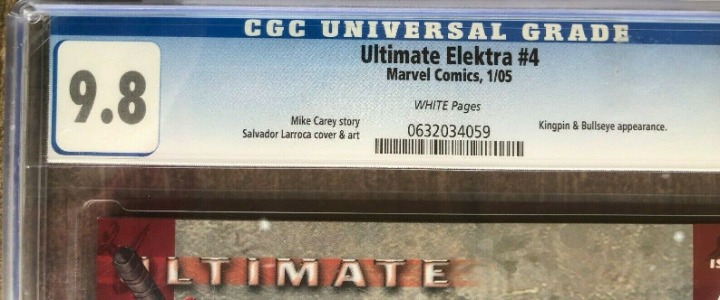 CGC UNIVERSAL GRADE
9.8
Ultimate Elektra #4
Marvel Comics, 1/05
WHITE Pages
Mike Carey story
Salvador Larroca cover & art
0632034059
Kingpin & Bullseye appearance.
ULTIMATE